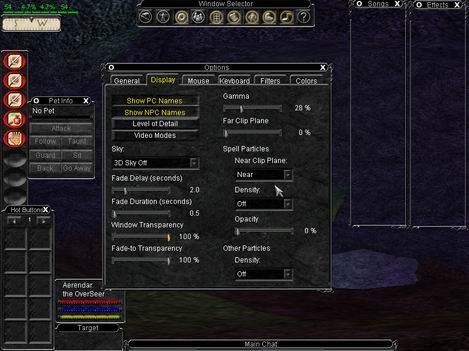 Window Selector
Songs X
Effects X
S W
Options X
General Display Mouse Keyboard Filters Colors
Show PC Names
Show NPC Names
Level of Detail
Video Modes
Sky:
3D Sky Off
Fade Delay (seconds)
2.0
Fade Duration (seconds)
0.5
Window Transparency
100 %
Fade-to Transparency
100 %
Gamma
28 %
Far Clip Plane
0 %
Spell Particles
Near Clip Plane:
Near
Density:
Off
Opacity
0 %
Other Particles
Density:
Off
Pet Info X
No Pet
Attack
Follow Taunt
Guard Sit
Back Go Away
Hot Buttons X
1
Aerendar
the OverSeer
Target
Main Chat